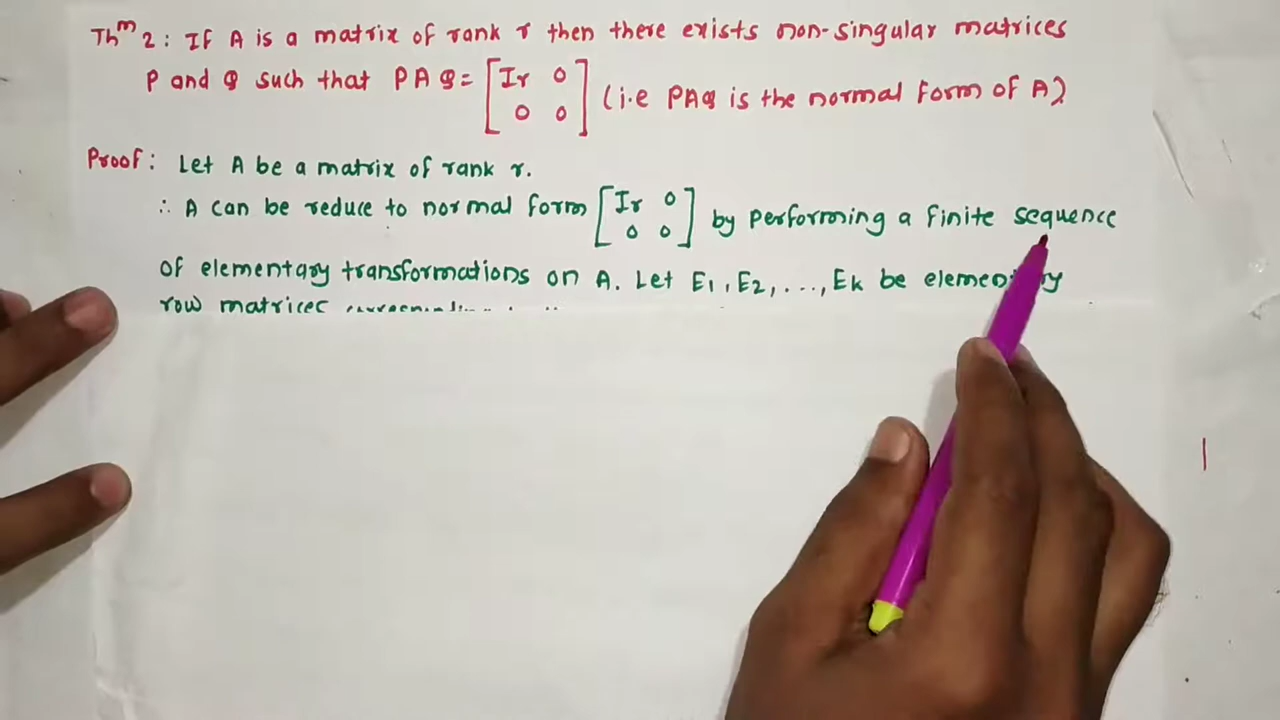 Thm 2: If A is a matrix of rank r then there exists non-singular matrices
P and Q such that PAQ = [Ir 0 0 0] (i.e PAQ is the normal form of A)
Proof: Let A be a matrix of rank r.
∴ A can be reduce to normal form [Ir 0 0 0] by performing a finite sequence
of elementary transformations on A. Let E1, E2, ..., Ek be elementary
row matrices